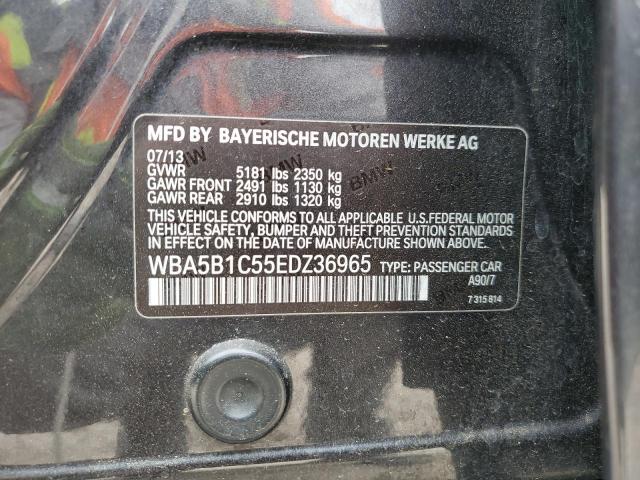 MFD BY BAYERISCHE MOTOREN WERKE AG
07/13
GVWR 5181 lbs 2350 kg
GAWR FRONT 2491 lbs 1130 kg
GAWR REAR 2910 lbs 1320 kg
THIS VEHICLE CONFORMS TO ALL APPLICABLE U.S.FEDERAL MOTOR
VEHICLE SAFETY, BUMPER AND THEFT PREVENTION STANDARDS
IN EFFECT ON THE DATE OF MANUFACTURE SHOWN ABOVE.
WBA5B1C55EDZ36965 TYPE: PASSENGER CAR
A90/7
7 315 814
BMW
BMW